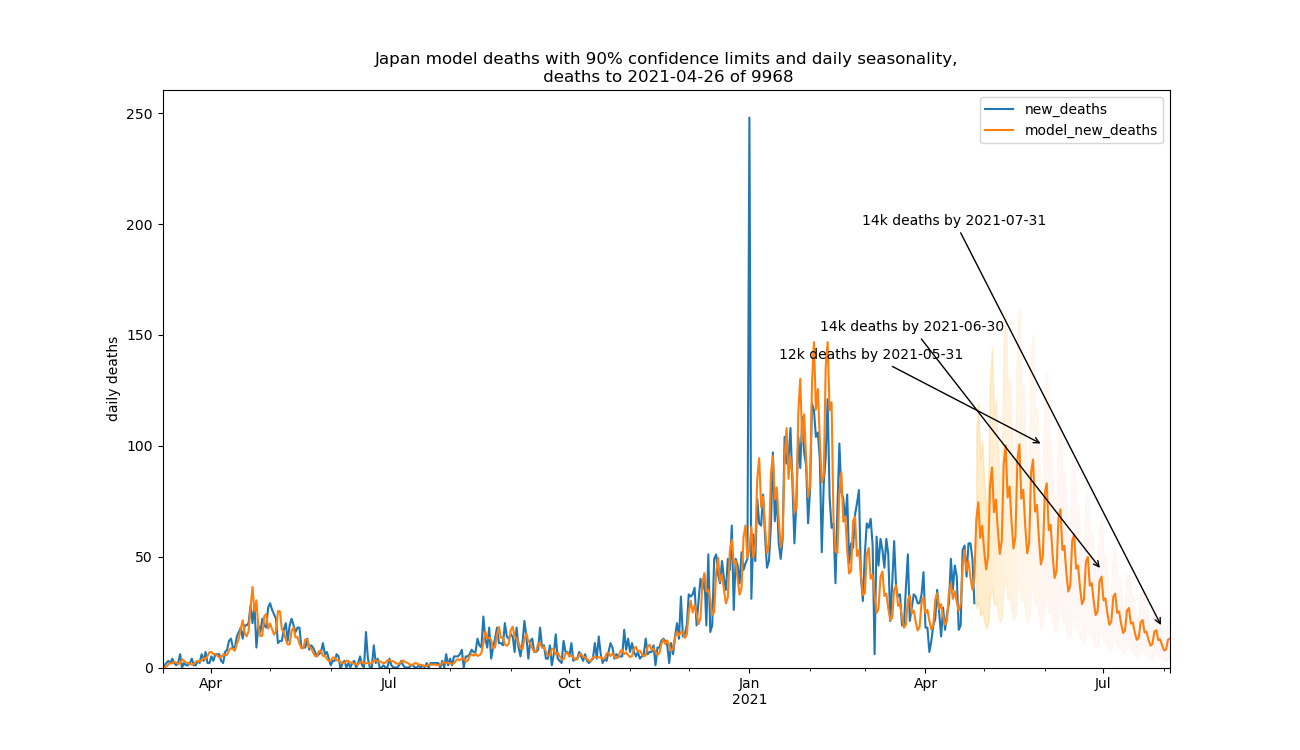 Japan model deaths with 90% confidence limits and daily seasonality,
deaths to 2021-04-26 of 9968
new_deaths
model_new_deaths
250
200
150
100
50
0
daily deaths
14k deaths by 2021-07-31
14k deaths by 2021-06-30
12k deaths by 2021-05-31
Apr
Jul
Oct
Jan
2021
Apr
Jul